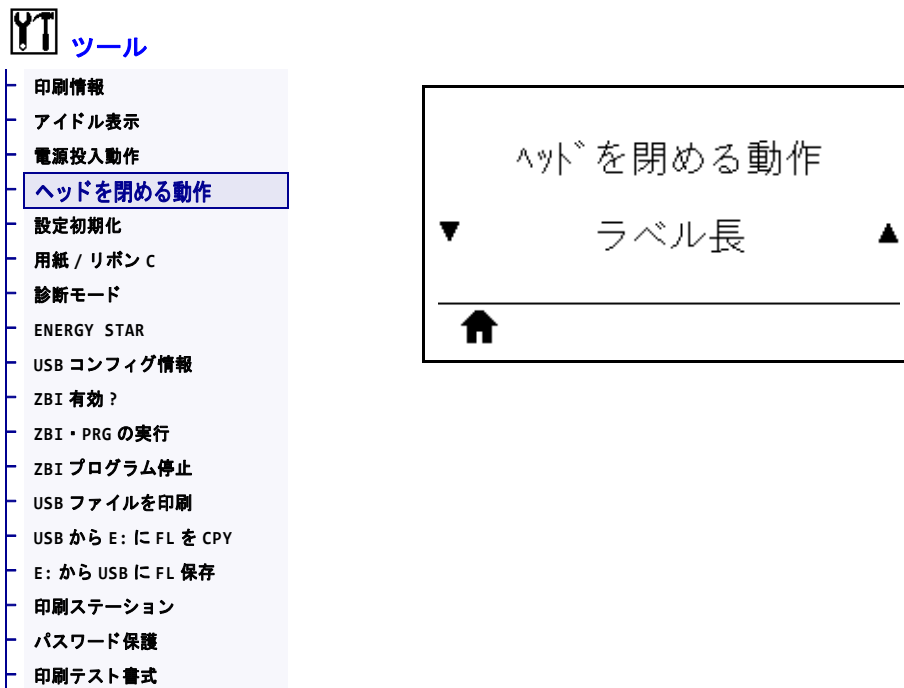 ツール
印刷情報
アイドル表示
電源投入動作
ヘッドを閉める動作
設定初期化
用紙 / リボン C
診断モード
ENERGY STAR
USB コンフィグ情報
ZBI 有効 ?
ZBI・PRG の実行
ZBI プログラム停止
USB ファイルを印刷
USB から E: に FL を CPY
E: から USB に FL 保存
印刷ステーション
パスワード保護
印刷テスト書式
ﾍｯﾄﾞを閉める動作
▼ ラベル長 ▲